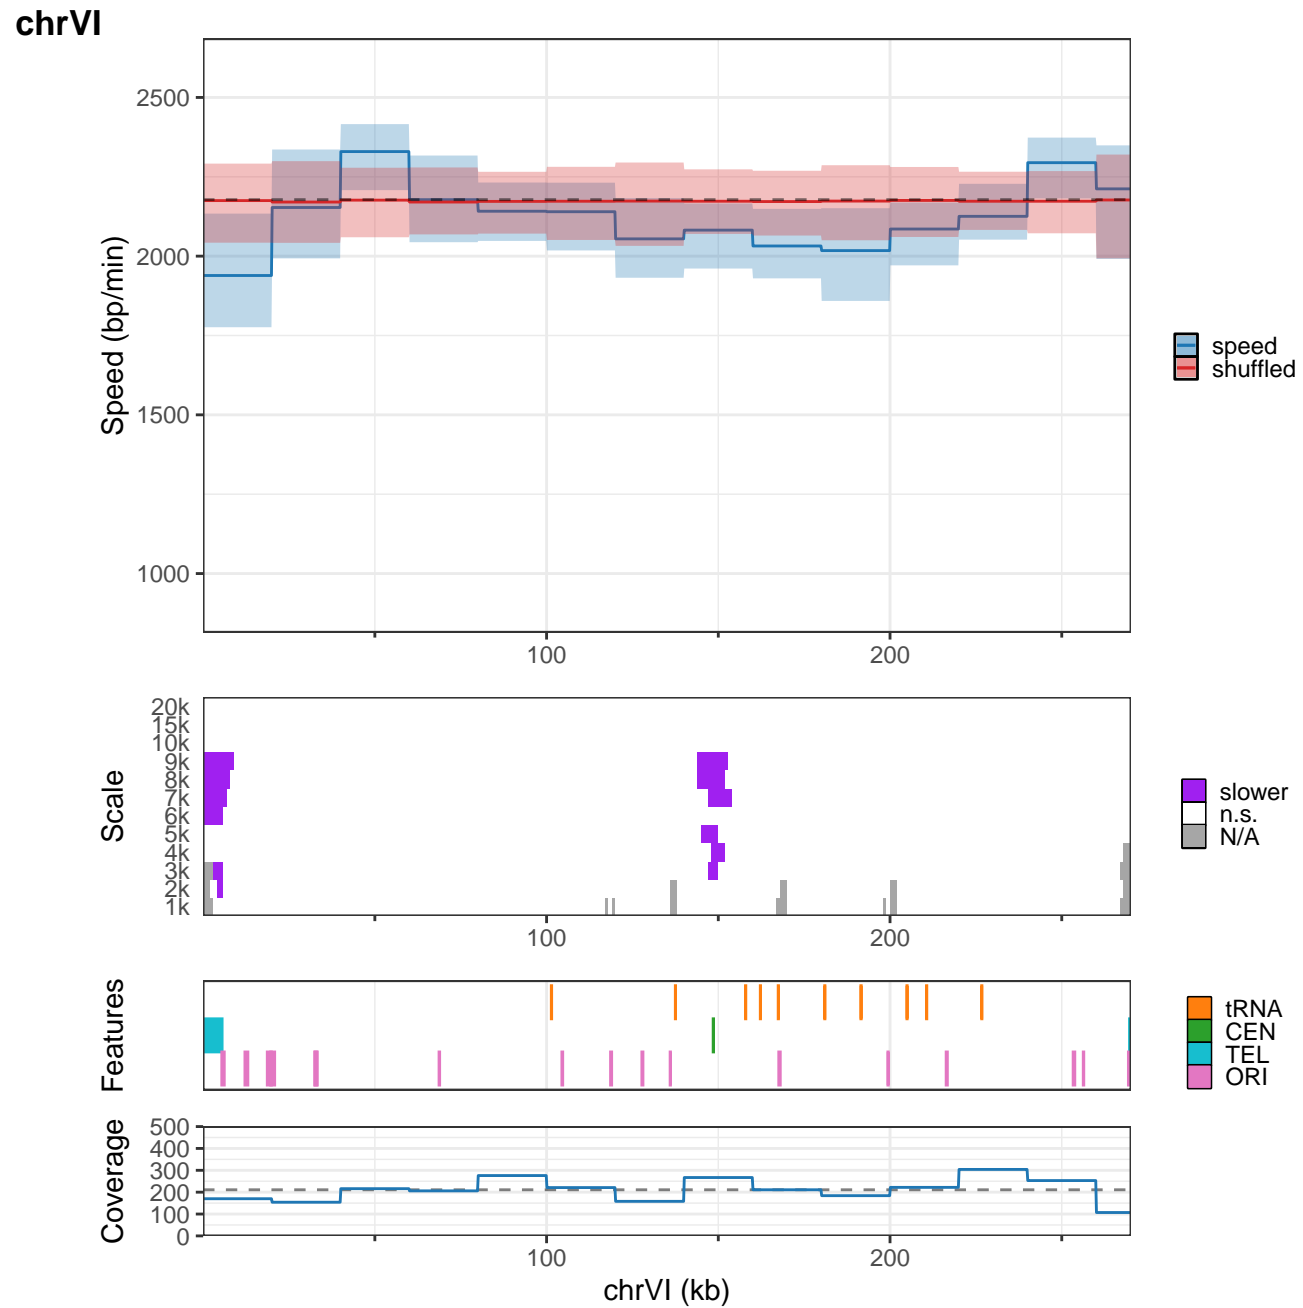 chrVI
Speed (bp/min)
2500
2000
1500
1000
100
200
speed
shuffled
Scale
20k
15k
10k
9k
8k
7k
6k
5k
4k
3k
2k
1k
100
200
slower
n.s.
N/A
Features
tRNA
CEN
TEL
ORI
Coverage
500
400
300
200
100
0
100
200
chrVI (kb)